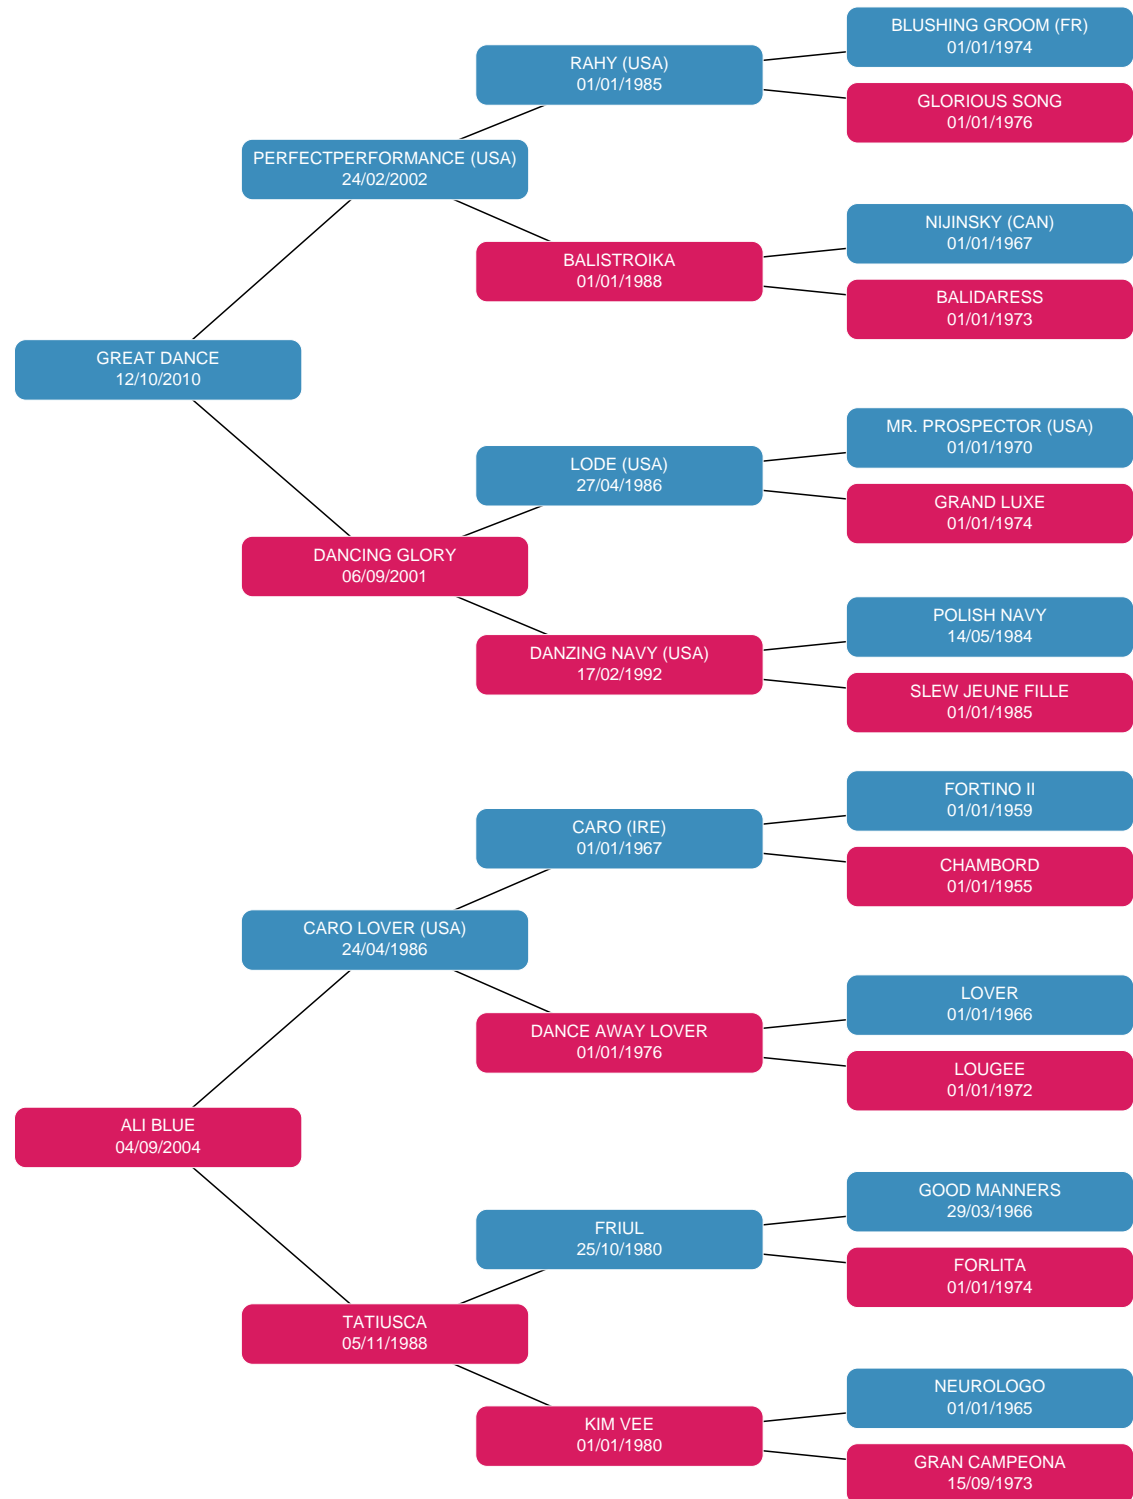 BLUSHING GROOM (FR)
01/01/1974
RAHY (USA)
01/01/1985
GLORIOUS SONG
01/01/1976
PERFECTPERFORMANCE (USA)
24/02/2002
NIJINSKY (CAN)
01/01/1967
BALISTROIKA
01/01/1988
BALIDARESS
01/01/1973
GREAT DANCE
12/10/2010
MR. PROSPECTOR (USA)
01/01/1970
LODE (USA)
27/04/1986
GRAND LUXE
01/01/1974
DANCING GLORY
06/09/2001
POLISH NAVY
14/05/1984
DANZING NAVY (USA)
17/02/1992
SLEW JEUNE FILLE
01/01/1985
FORTINO II
01/01/1959
CARO (IRE)
01/01/1967
CHAMBORD
01/01/1955
CARO LOVER (USA)
24/04/1986
LOVER
01/01/1966
DANCE AWAY LOVER
01/01/1976
LOUGEE
01/01/1972
ALI BLUE
04/09/2004
GOOD MANNERS
29/03/1966
FRIUL
25/10/1980
FORLITA
01/01/1974
TATIUSCA
05/11/1988
NEUROLOGO
01/01/1965
KIM VEE
01/01/1980
GRAN CAMPEONA
15/09/1973